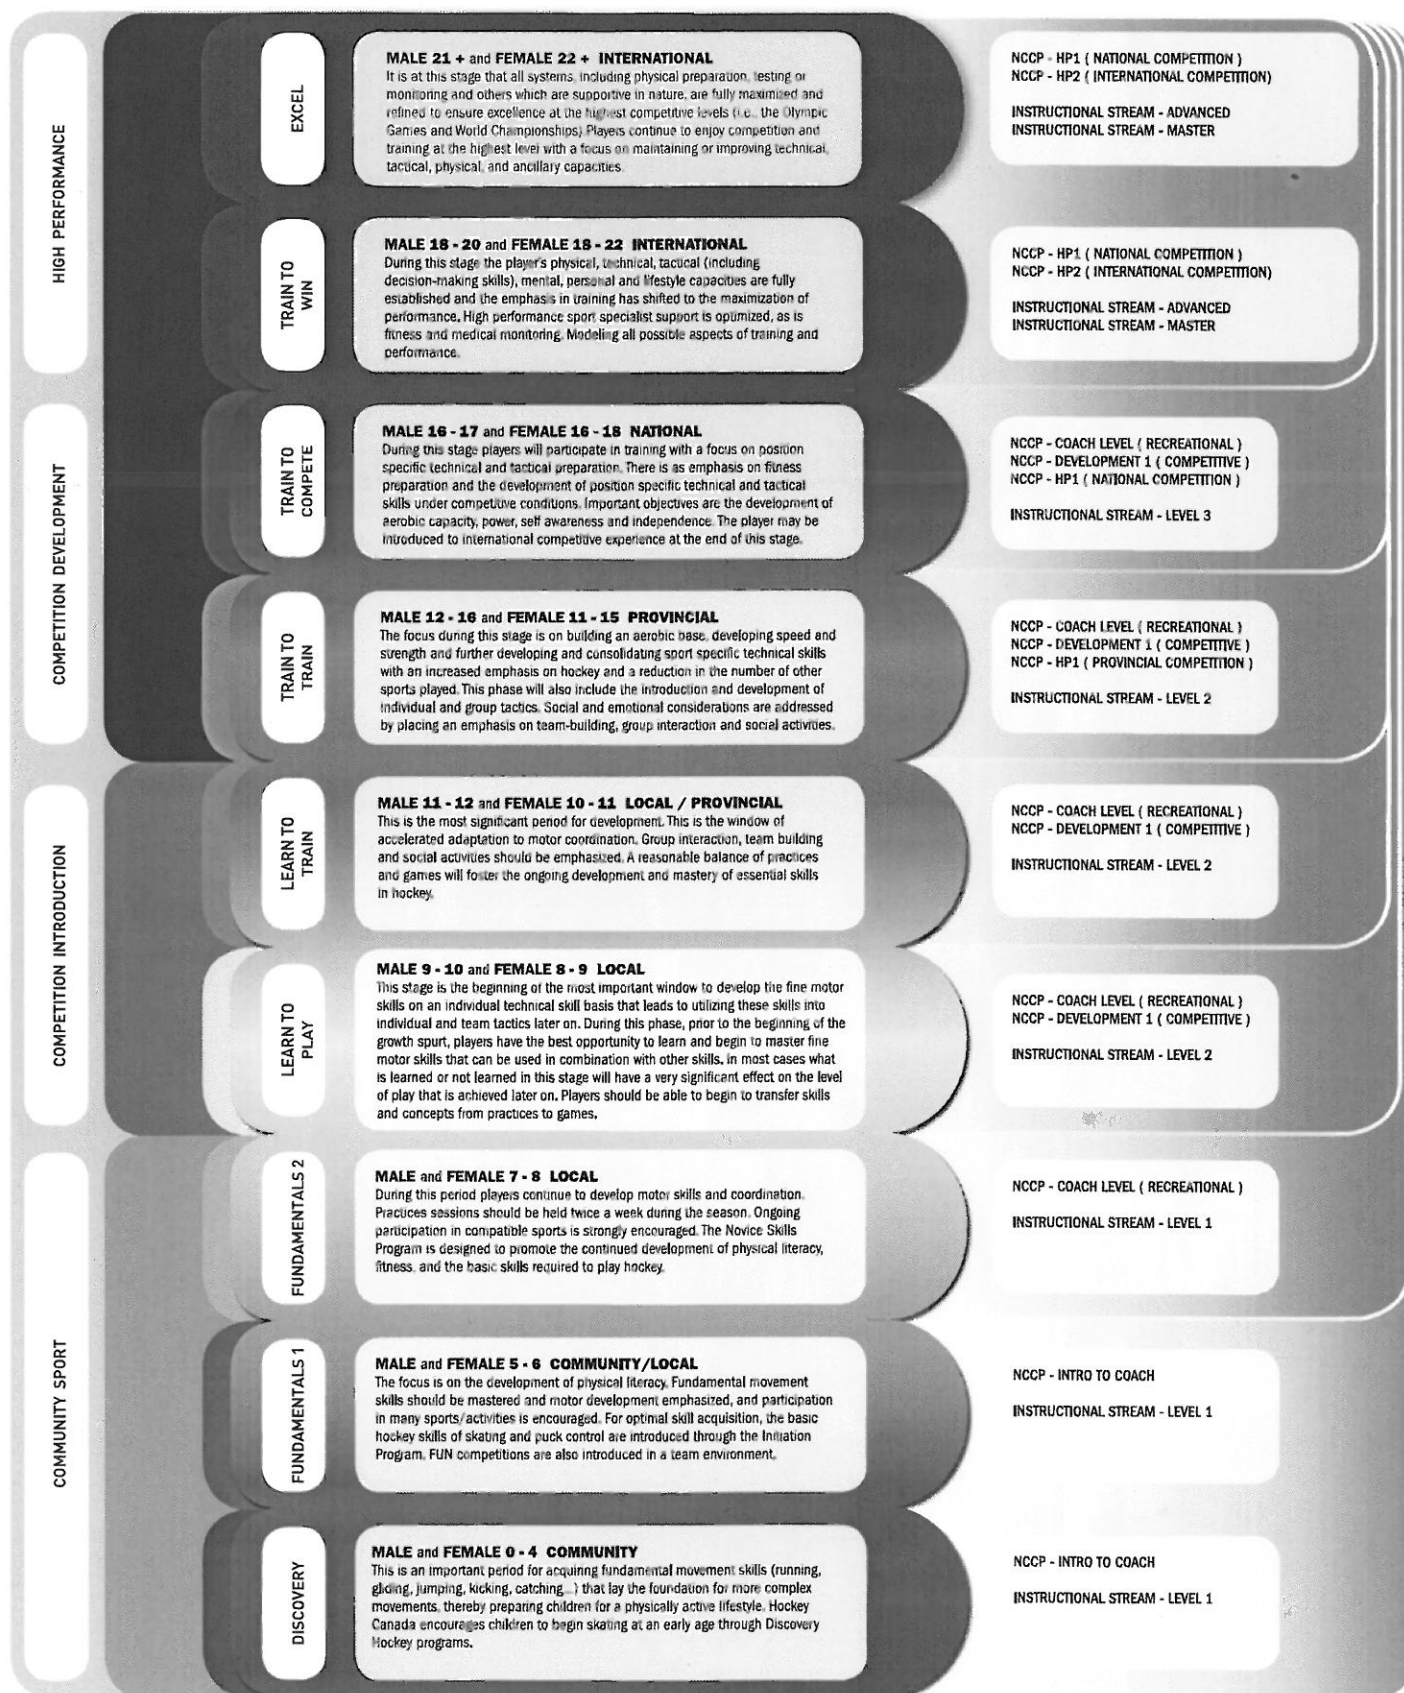 HIGH PERFORMANCE
EXCEL
MALE 21 + and FEMALE 22 + INTERNATIONAL
It is at this stage that all systems, including physical preparation, testing or
monitoring and others which are supportive in nature, are fully maximized and
refined to ensure excellence at the highest competitive levels (i.e., the Olympic
Games and World Championships) Players continue to enjoy competition and
training at the highest level with a focus on maintaining or improving technical,
tactical, physical, and ancillary capacities.
NCCP - HP1 ( NATIONAL COMPETITION )
NCCP - HP2 ( INTERNATIONAL COMPETITION)
INSTRUCTIONAL STREAM - ADVANCED
INSTRUCTIONAL STREAM - MASTER
TRAIN TO
WIN
MALE 18 - 20 and FEMALE 18 - 22 INTERNATIONAL
During this stage the player's physical, technical, tactical (including
decision-making skills), mental, personal and lifestyle capacities are fully
established and the emphasis in training has shifted to the maximization of
performance. High performance sport specialist support is optimized, as is
fitness and medical monitoring. Modeling all possible aspects of training and
performance.
NCCP - HP1 ( NATIONAL COMPETITION )
NCCP - HP2 ( INTERNATIONAL COMPETITION)
INSTRUCTIONAL STREAM - ADVANCED
INSTRUCTIONAL STREAM - MASTER
COMPETITION DEVELOPMENT
TRAIN TO
COMPETE
MALE 16 - 17 and FEMALE 16 - 18 NATIONAL
During this stage players will participate in training with a focus on position
specific technical and tactical preparation. There is as emphasis on fitness
preparation and the development of position specific technical and tactical
skills under competitive conditions. Important objectives are the development of
aerobic capacity, power, self awareness and independence. The player may be
introduced to international competitive experience at the end of this stage.
NCCP - COACH LEVEL ( RECREATIONAL )
NCCP - DEVELOPMENT 1 ( COMPETITIVE )
NCCP - HP1 ( NATIONAL COMPETITION )
INSTRUCTIONAL STREAM - LEVEL 3
TRAIN TO
TRAIN
MALE 12 - 16 and FEMALE 11 - 15 PROVINCIAL
The focus during this stage is on building an aerobic base, developing speed and
strength and further developing and consolidating sport specific technical skills
with an increased emphasis on hockey and a reduction in the number of other
sports played. This phase will also include the introduction and development of
individual and group tactics. Social and emotional considerations are addressed
by placing an emphasis on team-building, group interaction and social activities.
NCCP - COACH LEVEL ( RECREATIONAL )
NCCP - DEVELOPMENT 1 ( COMPETITIVE )
NCCP - HP1 ( PROVINCIAL COMPETITION )
INSTRUCTIONAL STREAM - LEVEL 2
COMPETITION INTRODUCTION
LEARN TO
TRAIN
MALE 11 - 12 and FEMALE 10 - 11 LOCAL / PROVINCIAL
This is the most significant period for development. This is the window of
accelerated adaptation to motor coordination. Group interaction, team building
and social activities should be emphasized. A reasonable balance of practices
and games will foster the ongoing development and mastery of essential skills
in hockey.
NCCP - COACH LEVEL ( RECREATIONAL )
NCCP - DEVELOPMENT 1 ( COMPETITIVE )
INSTRUCTIONAL STREAM - LEVEL 2
LEARN TO
PLAY
MALE 9 - 10 and FEMALE 8 - 9 LOCAL
This stage is the beginning of the most important window to develop the fine motor
skills on an individual technical skill basis that leads to utilizing these skills into
individual and team tactics later on. During this phase, prior to the beginning of the
growth spurt, players have the best opportunity to learn and begin to master fine
motor skills that can be used in combination with other skills. In most cases what
is learned or not learned in this stage will have a very significant effect on the level
of play that is achieved later on. Players should be able to begin to transfer skills
and concepts from practices to games.
NCCP - COACH LEVEL ( RECREATIONAL )
NCCP - DEVELOPMENT 1 ( COMPETITIVE )
INSTRUCTIONAL STREAM - LEVEL 2
COMMUNITY SPORT
FUNDAMENTALS 2
MALE and FEMALE 7 - 8 LOCAL
During this period players continue to develop motor skills and coordination.
Practices sessions should be held twice a week during the season. Ongoing
participation in compatible sports is strongly encouraged. The Novice Skills
Program is designed to promote the continued development of physical literacy,
fitness, and the basic skills required to play hockey.
NCCP - COACH LEVEL ( RECREATIONAL )
INSTRUCTIONAL STREAM - LEVEL 1
FUNDAMENTALS 1
MALE and FEMALE 5 - 6 COMMUNITY/LOCAL
The focus is on the development of physical literacy. Fundamental movement
skills should be mastered and motor development emphasized, and participation
in many sports/activities is encouraged. For optimal skill acquisition, the basic
hockey skills of skating and puck control are introduced through the Initiation
Program. FUN competitions are also introduced in a team environment.
NCCP - INTRO TO COACH
INSTRUCTIONAL STREAM - LEVEL 1
DISCOVERY
MALE and FEMALE 0 - 4 COMMUNITY
This is an important period for acquiring fundamental movement skills (running,
gliding, jumping, kicking, catching...) that lay the foundation for more complex
movements, thereby preparing children for a physically active lifestyle. Hockey
Canada encourages children to begin skating at an early age through Discovery
Hockey programs.
NCCP - INTRO TO COACH
INSTRUCTIONAL STREAM - LEVEL 1